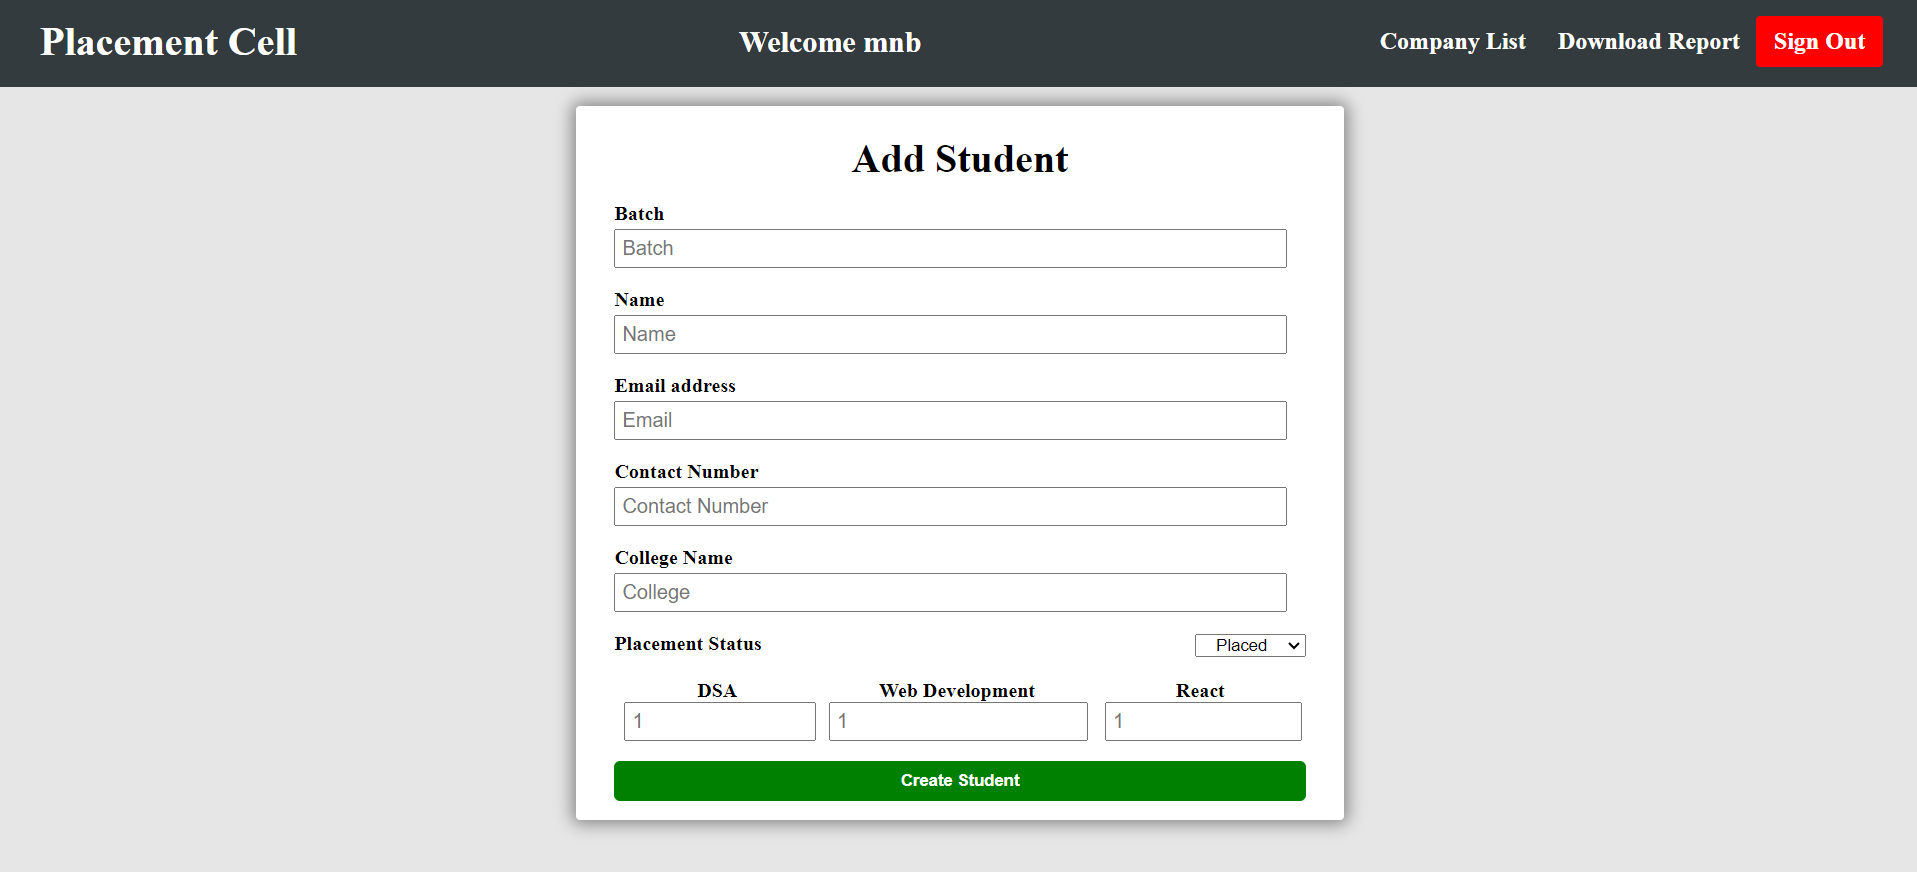 Placement Cell Welcome mnb Company List Download Report Sign Out
Add Student
Batch
Batch
Name
Name
Email address
Email
Contact Number
Contact Number
College Name
College
Placement Status Placed
DSA Web Development React
1 1 1
Create Student